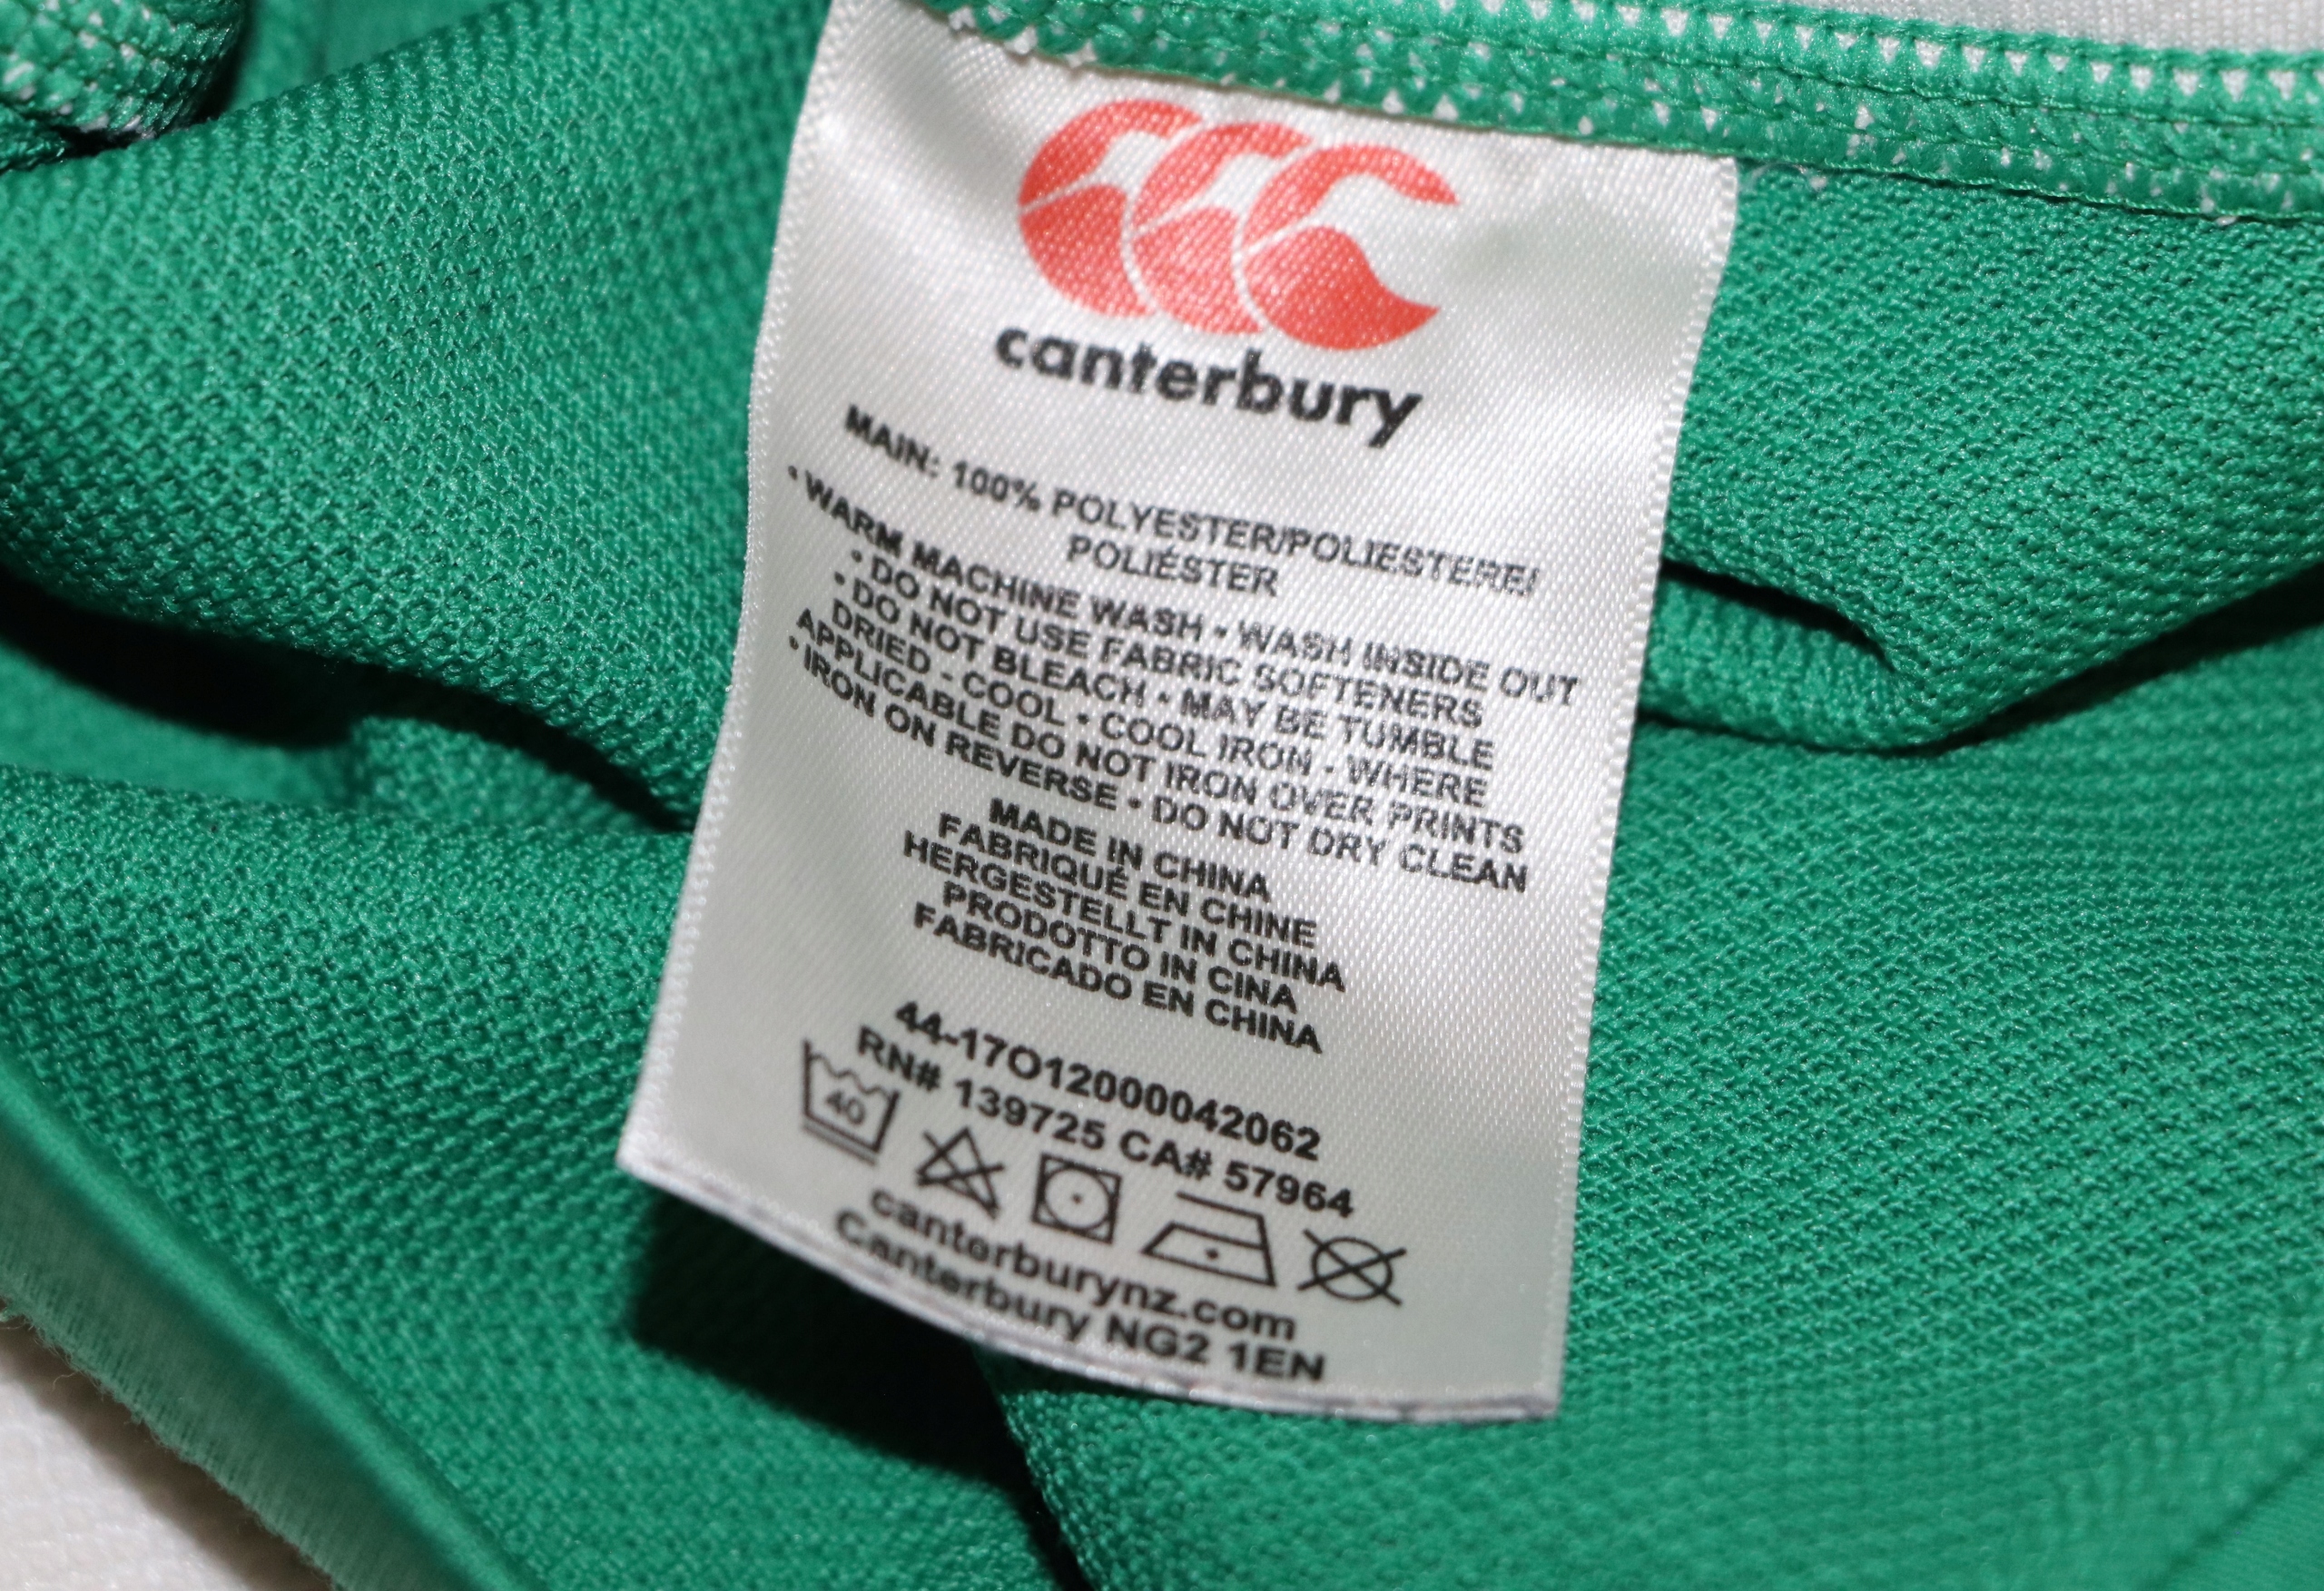 canterbury
MAIN: 100% POLYESTER/POLIESTERE/
POLIÉSTER
• WARM MACHINE WASH • WASH INSIDE OUT
• DO NOT USE FABRIC SOFTENERS
• DO NOT BLEACH • MAY BE TUMBLE
DRIED - COOL • COOL IRON - WHERE
APPLICABLE DO NOT IRON OVER PRINTS
• IRON ON REVERSE • DO NOT DRY CLEAN
MADE IN CHINA
FABRIQUÉ EN CHINE
HERGESTELLT IN CHINA
PRODOTTO IN CINA
FABRICADO EN CHINA
44-17O12000042062
RN# 139725 CA# 57964
40
canterburynz.com
Canterbury NG2 1EN